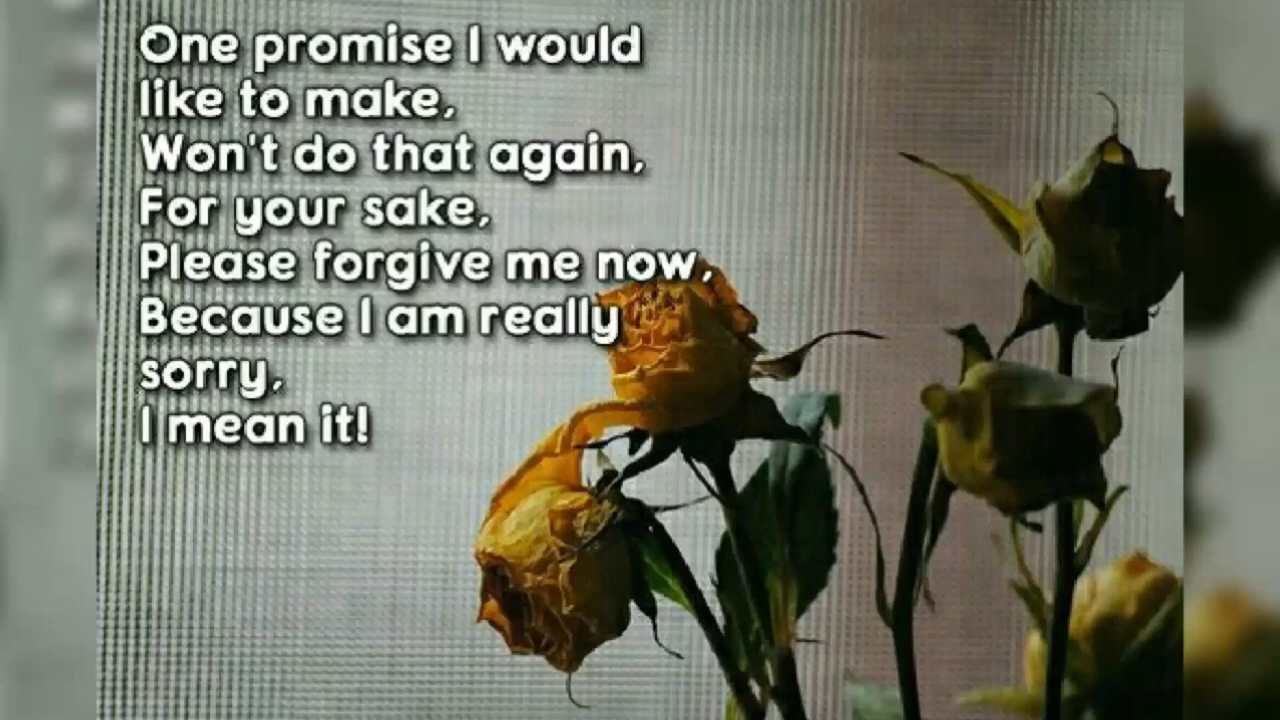 One promise I would
like to make,
Won't do that again,
For your sake,
Please forgive me now,
Because I am really
sorry,
I mean it!